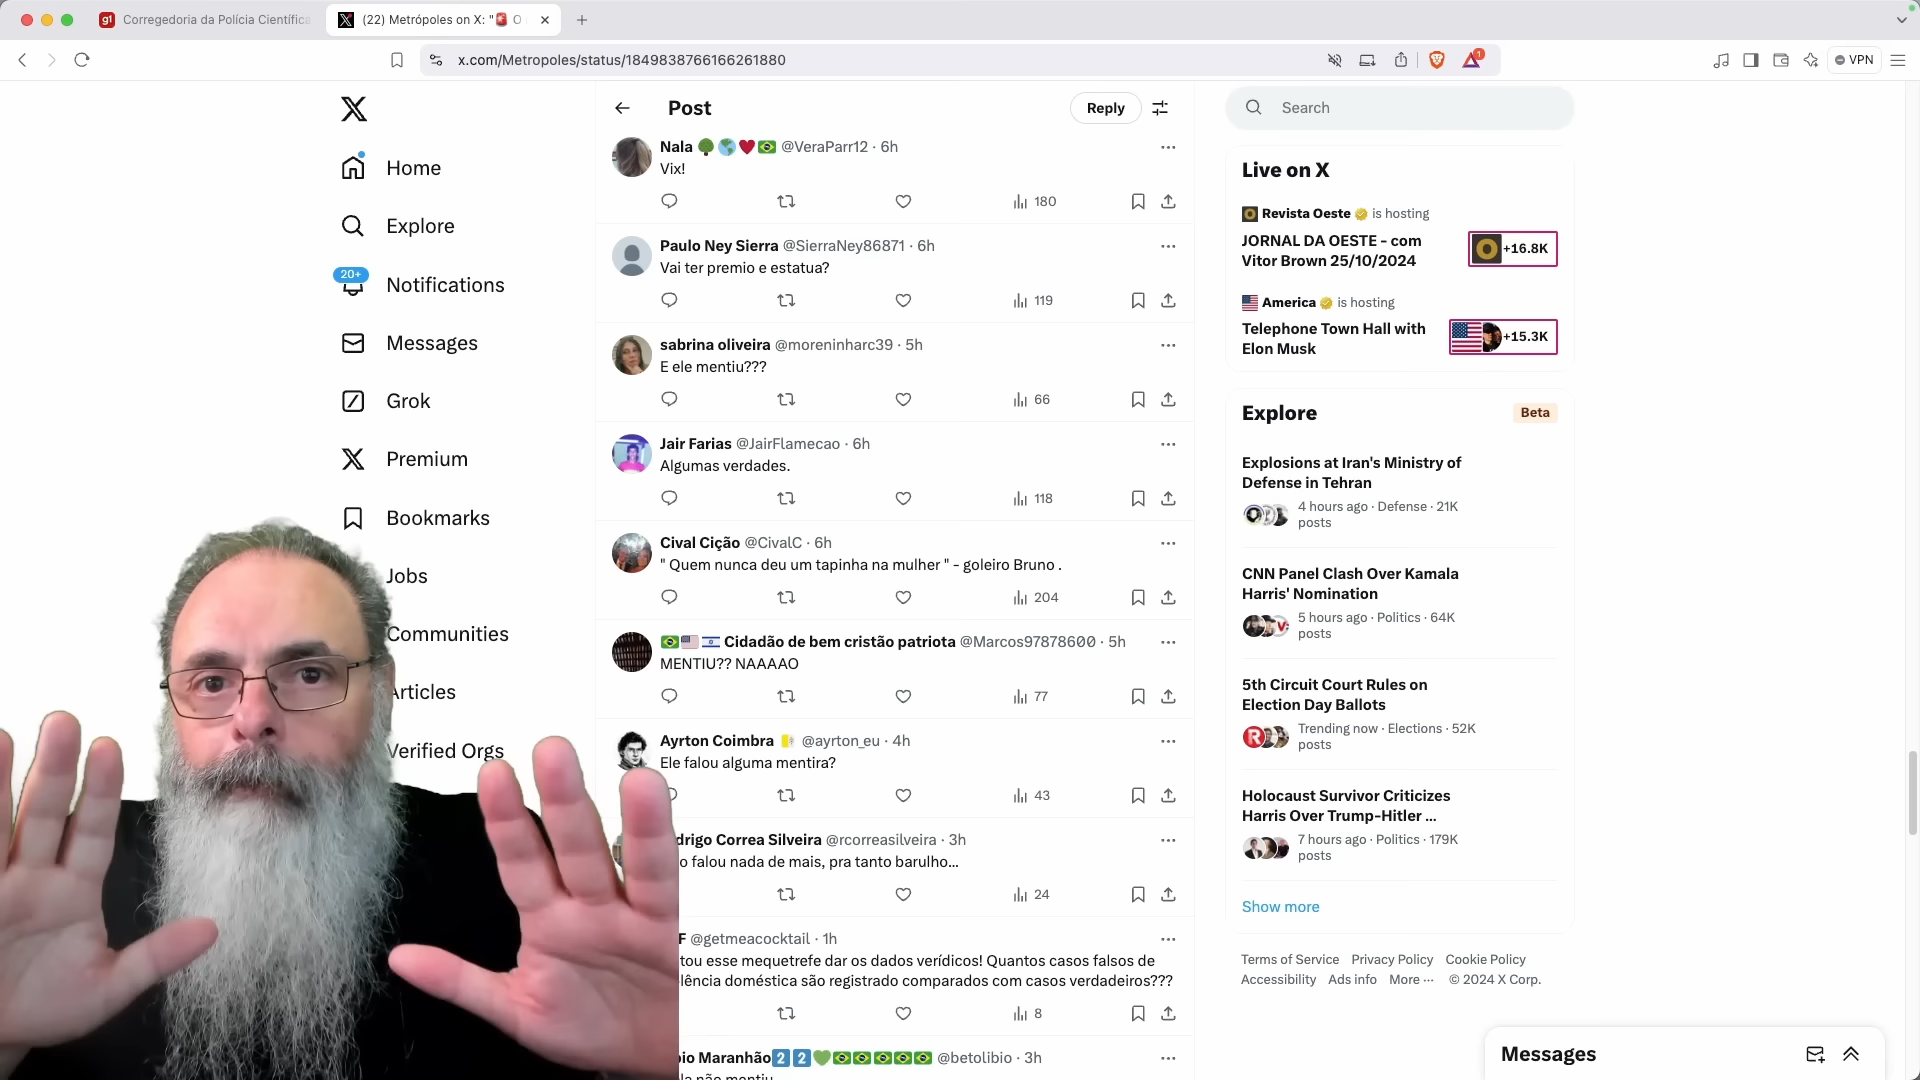 Corregedoria da Polícia Científica
(22) Metrópoles on X: "🚨 O
x.com/Metropoles/status/1849838766166261880
1
VPN
Home
Explore
20+
Notifications
Messages
Grok
Premium
Bookmarks
Jobs
Communities
Articles
Verified Orgs
Post
Reply
Nala 🌳🌎♥️🇧🇷 @VeraParr12 · 6h
Vix!
180
Paulo Ney Sierra @SierraNey86871 · 6h
Vai ter premio e estatua?
119
sabrina oliveira @moreninharc39 · 5h
E ele mentiu???
66
Jair Farias @JairFlamecao · 6h
Algumas verdades.
118
Cival Cição @CivalC · 6h
" Quem nunca deu um tapinha na mulher " - goleiro Bruno .
204
🇧🇷🇺🇸🇮🇱 Cidadão de bem cristão patriota @Marcos97878600 · 5h
MENTIU?? NAAAAO
77
Ayrton Coimbra 🇻🇦 @ayrton_eu · 4h
Ele falou alguma mentira?
43
drigo Correa Silveira @rcorreasilveira · 3h
o falou nada de mais, pra tanto barulho...
24
F @getmeacocktail · 1h
tou esse mequetrefe dar os dados verídicos! Quantos casos falsos de
lência doméstica são registrado comparados com casos verdadeiros???
8
io Maranhão2️⃣2️⃣💚🇧🇷🇧🇷🇧🇷🇧🇷🇧🇷 @betolibio · 3h
não mentiu
Search
Live on X
Revista Oeste is hosting
JORNAL DA OESTE - com
Vitor Brown 25/10/2024
+16.8K
America is hosting
Telephone Town Hall with
Elon Musk
+15.3K
Explore
Beta
Explosions at Iran's Ministry of
Defense in Tehran
4 hours ago · Defense · 21K
posts
CNN Panel Clash Over Kamala
Harris' Nomination
5 hours ago · Politics · 64K
posts
5th Circuit Court Rules on
Election Day Ballots
Trending now · Elections · 52K
posts
Holocaust Survivor Criticizes
Harris Over Trump-Hitler ...
7 hours ago · Politics · 179K
posts
Show more
Terms of Service Privacy Policy Cookie Policy
Accessibility Ads info More ··· © 2024 X Corp.
Messages